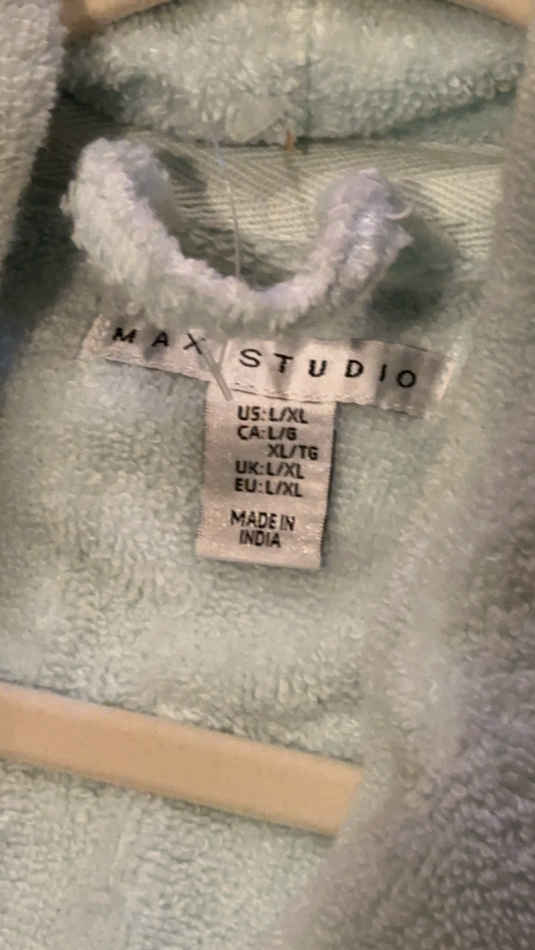 MAX STUDIO
US: L/XL
CA: L/G
XL/TG
UK: L/XL
EU: L/XL
MADE IN
INDIA